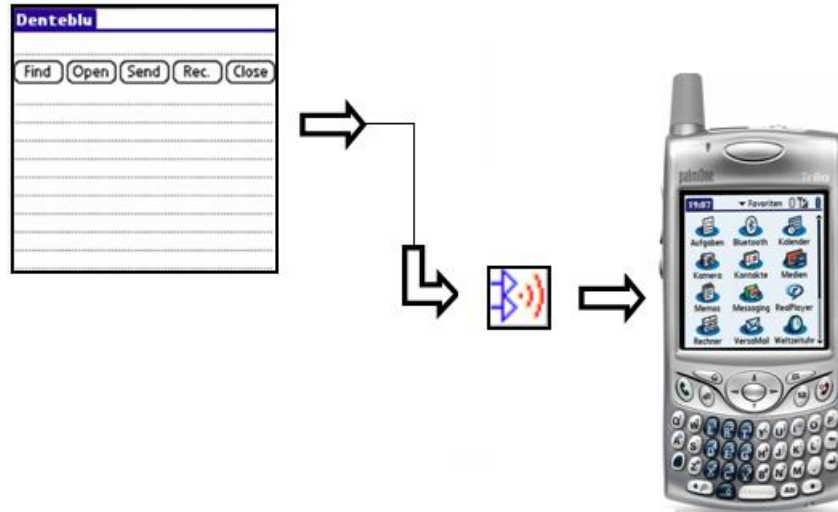 Denteblu
Find Open Send Rec. Close
palmOne Treo
19:07 Favoriten
Aufgaben Bluetooth Kalender
Kamera Kontakte Medien
Memos Messaging RealPlayer
Rechner VersaMail Weltzeituhr